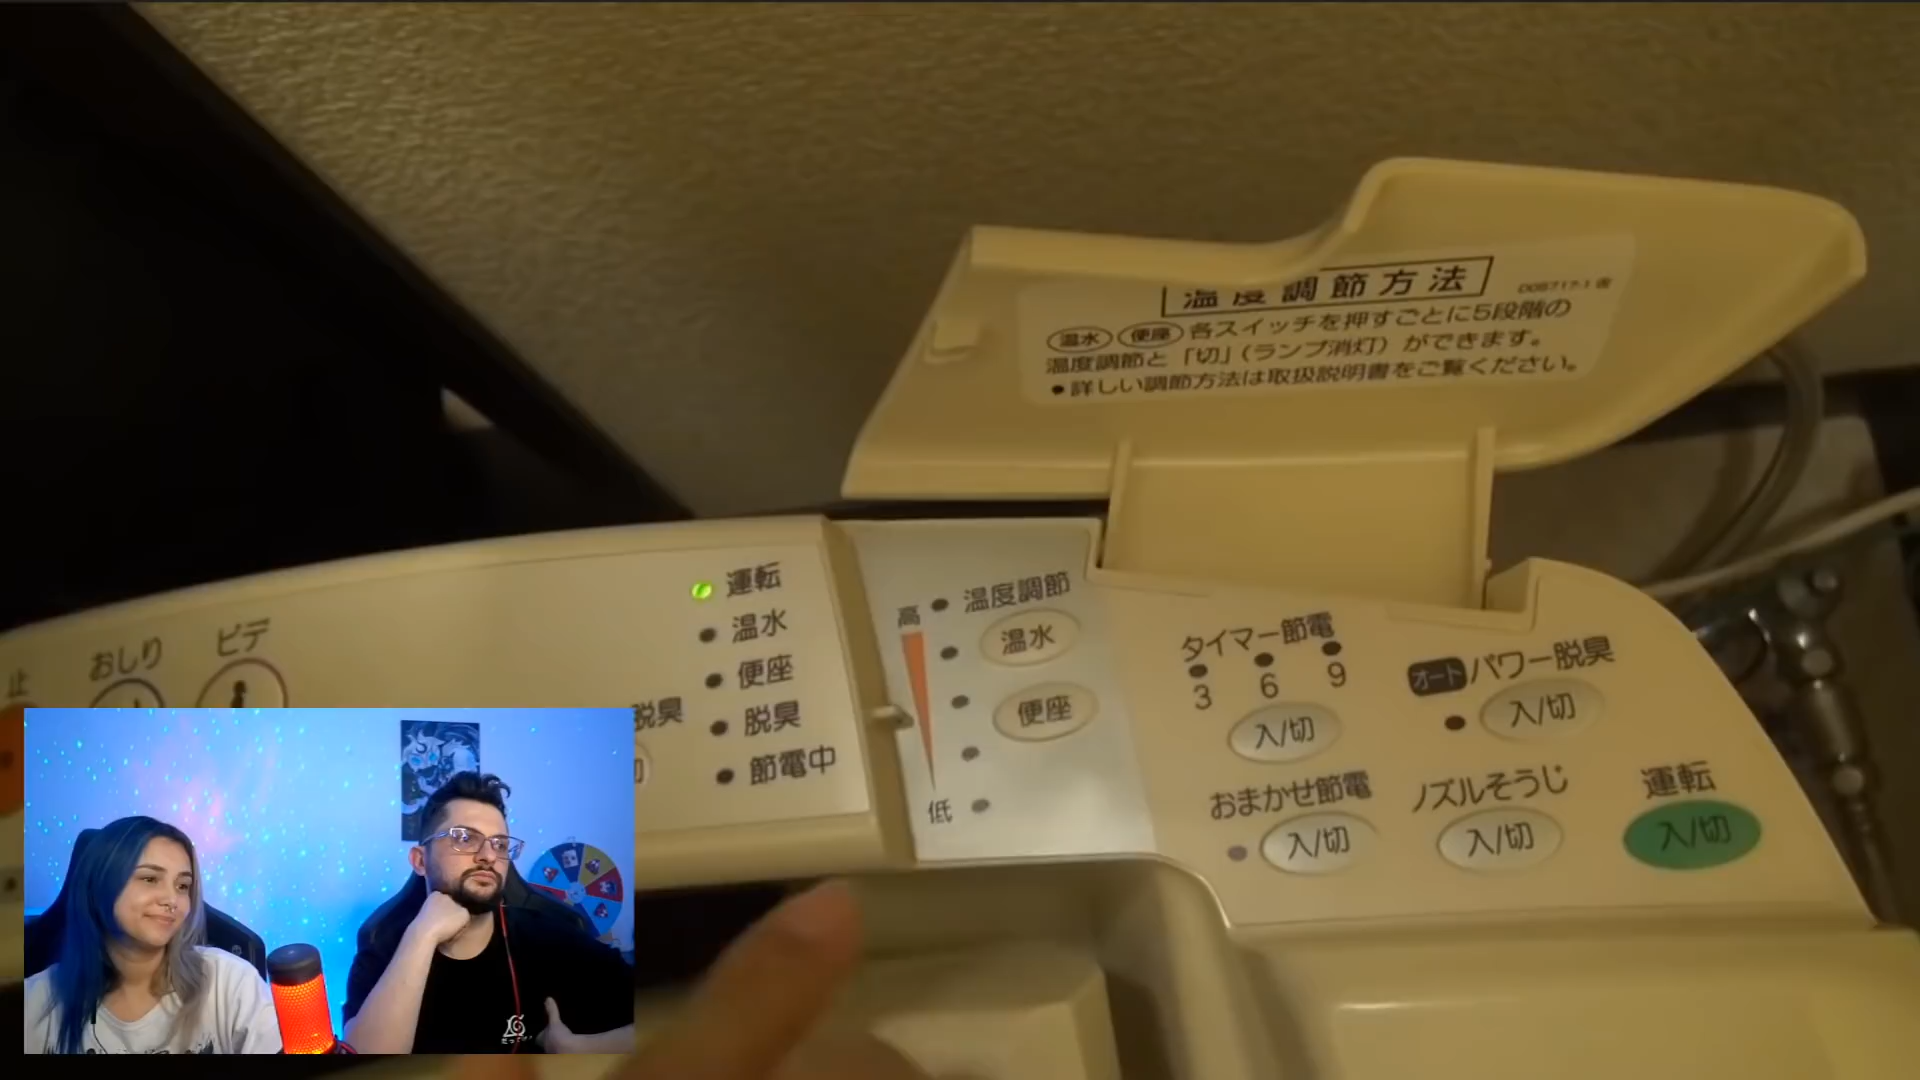 温度調節方法
温水 便座 各スイッチを押すごとに5段階の
温度調節と「切」(ランプ消灯)ができます。
●詳しい調節方法は取扱説明書をご覧ください。
止
おしり
ビデ
脱臭
運転
温水
便座
脱臭
節電中
高
温度調節
温水
便座
低
タイマー節電
3 6 9
入/切
オート パワー脱臭
入/切
おまかせ節電
入/切
ノズルそうじ
入/切
運転
入/切